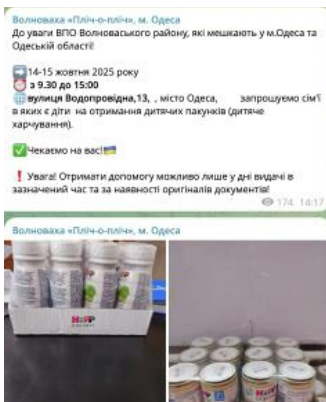 Волноваха «Пліч-о-пліч», м. Одеса
До уваги ВПО Волноваського району, які мешкають у м.Одеса та
Одеській області!
14-15 жовтня 2025 року
з 9.30 до 15:00
вулиця Водопровідна,13, , місто Одеса, запрошуємо сім'ї
в яких є діти на отримання дитячих пакунків (дитяче
харчування).
Чекаємо на вас!
Увага! Отримати допомогу можливо лише у дні видачі в
зазначений час та за наявності оригіналів документів!
174 14:17
Волноваха «Пліч-о-пліч», м. Одеса
HiPP